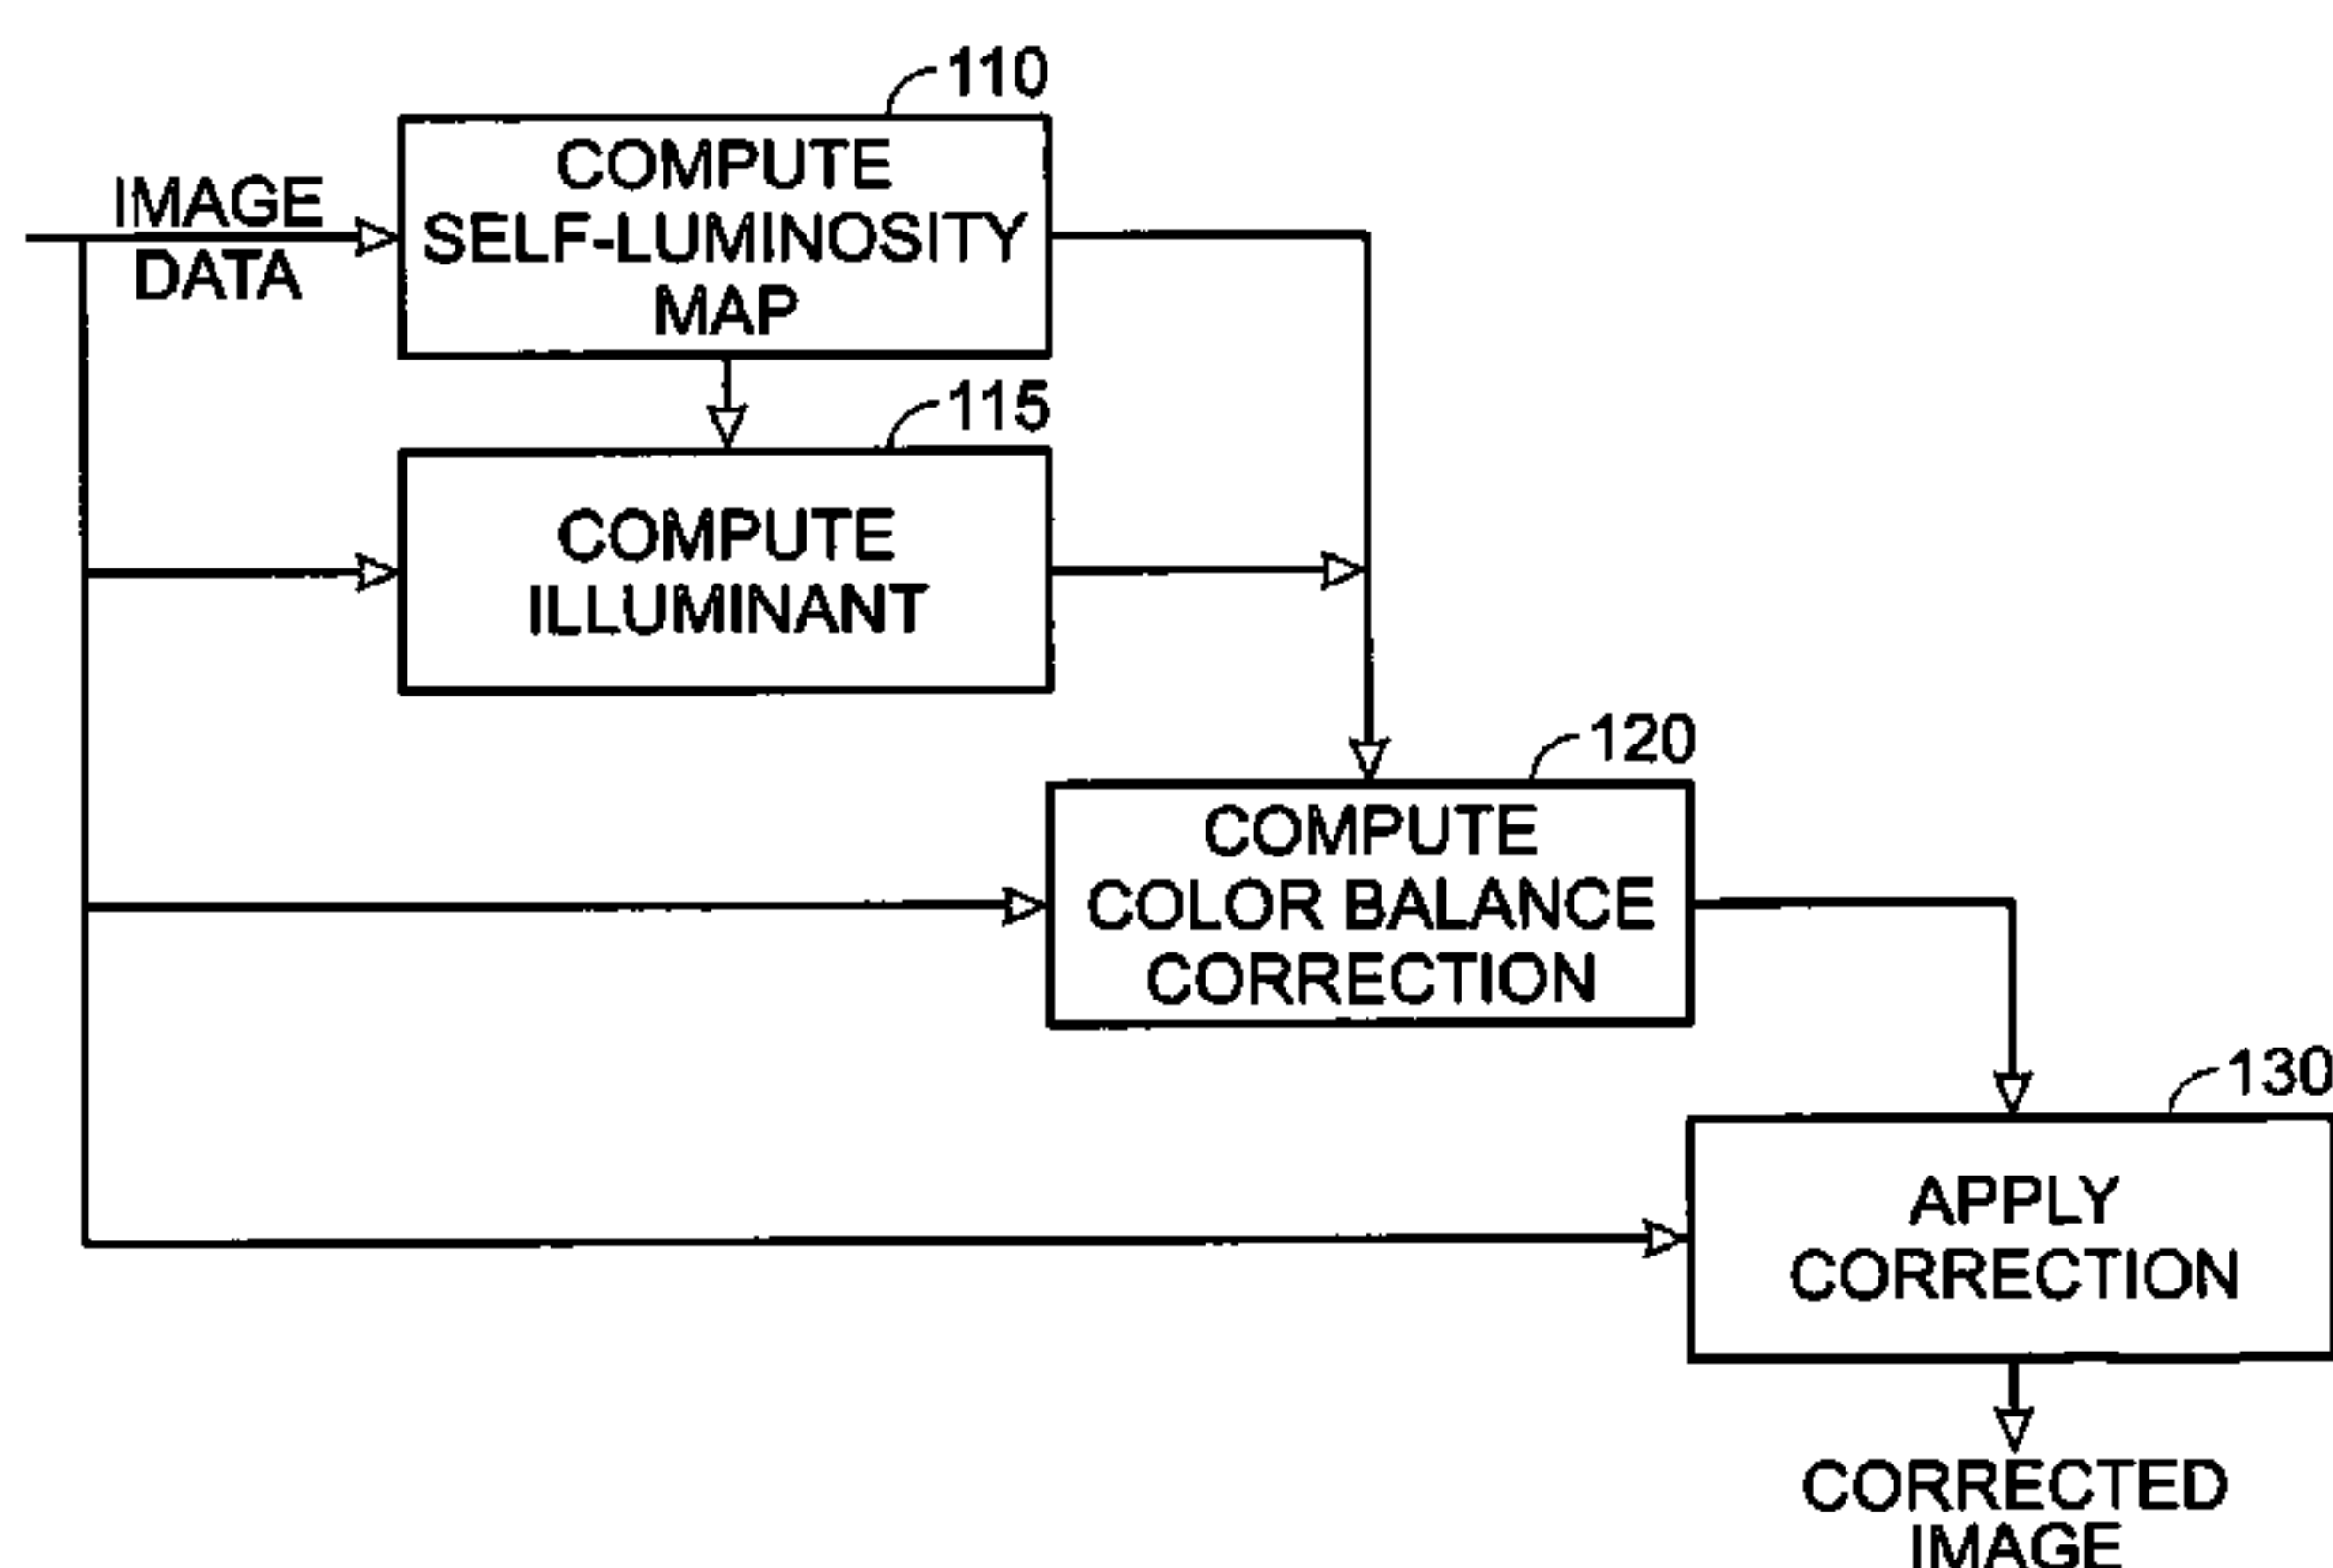 110
COMPUTE
SELF-LUMINOSITY
MAP
IMAGE
DATA
115
COMPUTE
ILLUMINANT
120
COMPUTE
COLOR BALANCE
CORRECTION
130
APPLY
CORRECTION
CORRECTED
IMAGE